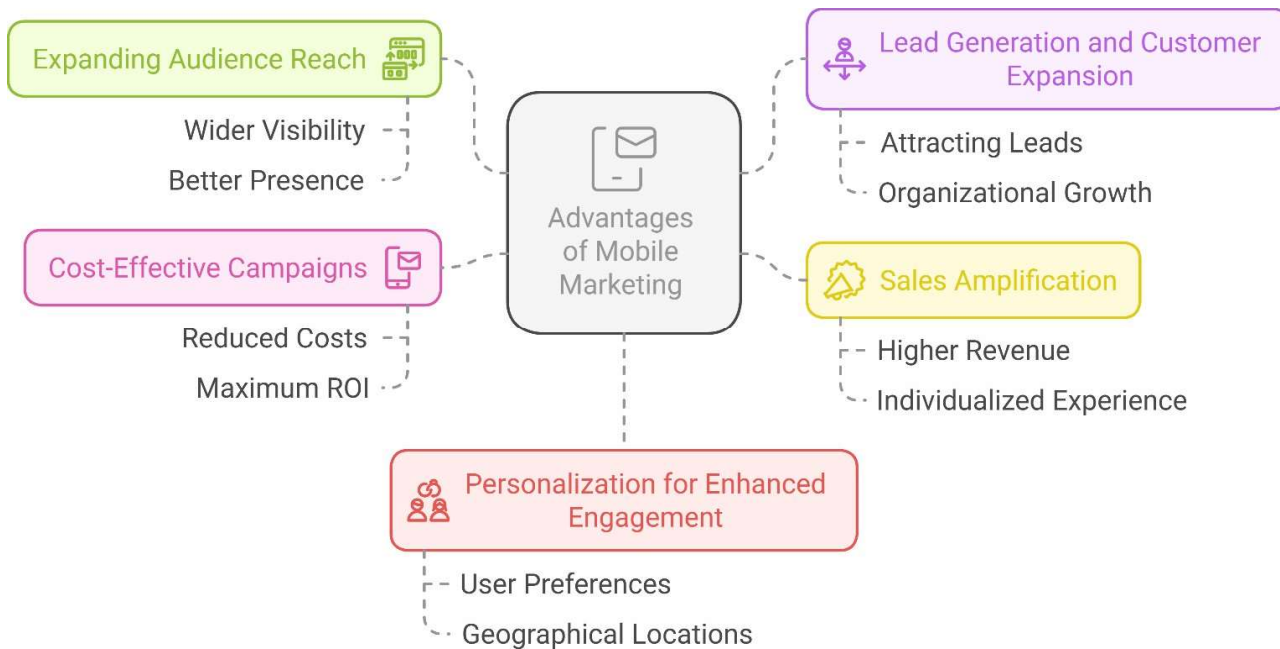 Expanding Audience Reach
Wider Visibility
Better Presence
Cost-Effective Campaigns
Reduced Costs
Maximum ROI
Advantages
of Mobile
Marketing
Lead Generation and Customer
Expansion
Attracting Leads
Organizational Growth
Sales Amplification
Higher Revenue
Individualized Experience
Personalization for Enhanced
Engagement
User Preferences
Geographical Locations